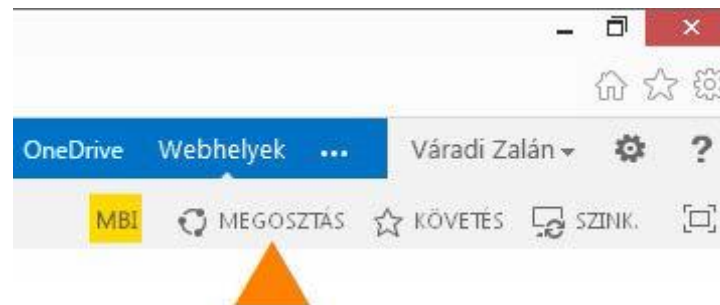 OneDrive Webhelyek ... Váradi Zalán ?
MBI MEGOSZTÁS KÖVETÉS SZINK.